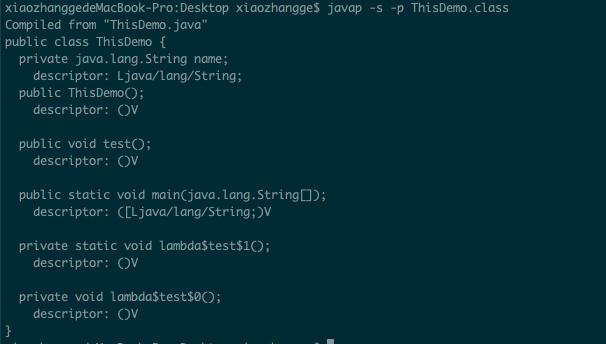 xiaozhanggedeMacBook-Pro:Desktop xiaozhangge$ javap -s -p ThisDemo.class
Compiled from "ThisDemo.java"
public class ThisDemo {
  private java.lang.String name;
    descriptor: Ljava/lang/String;
  public ThisDemo();
    descriptor: ()V

  public void test();
    descriptor: ()V

  public static void main(java.lang.String[]);
    descriptor: ([Ljava/lang/String;)V

  private static void lambda$test$1();
    descriptor: ()V

  private void lambda$test$0();
    descriptor: ()V
}